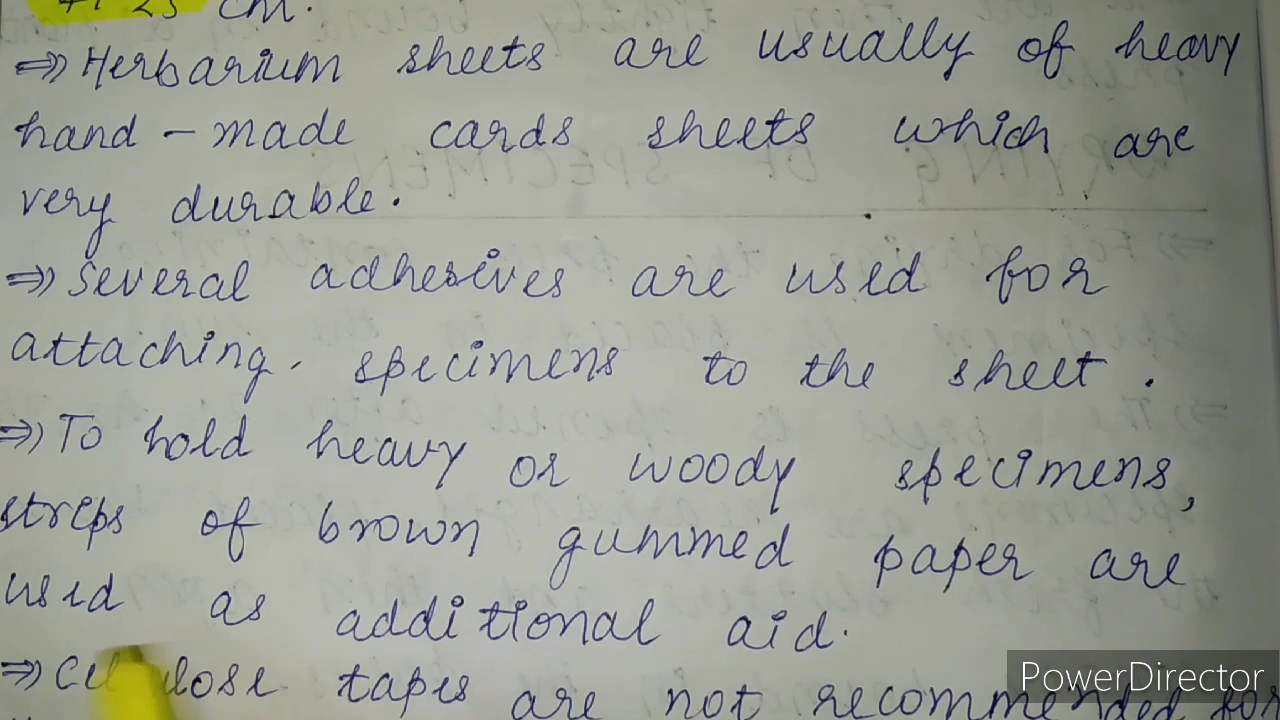 cm.
⇒ Herbarium sheets are usually of heavy
hand - made cards sheets which are
very durable.
⇒ Several adhesives are used for
attaching. specimens to the sheet.
⇒ To hold heavy or woody specimens,
strips of brown gummed paper are
used as additional aid.
⇒ tapes are not recommended for
PowerDirector